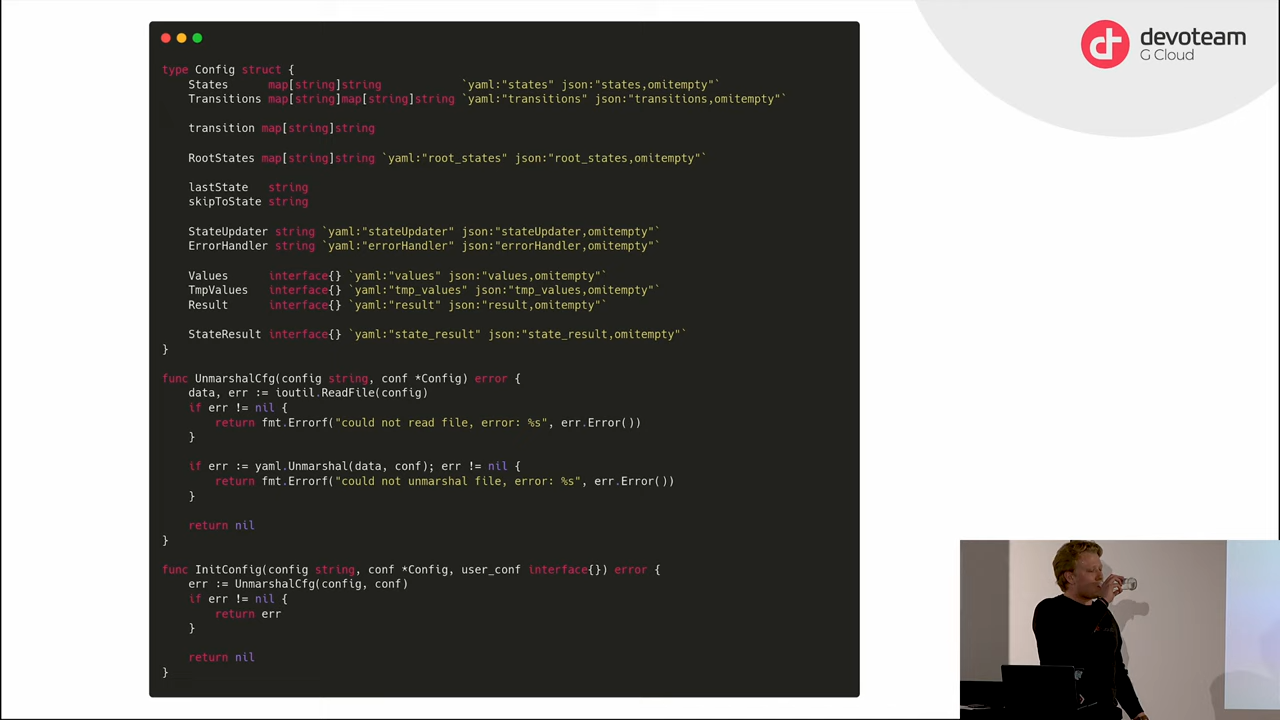 devoteam
G Cloud
type Config struct {
    States      map[string]string            `yaml:"states" json:"states,omitempty"`
    Transitions map[string]map[string]string `yaml:"transitions" json:"transitions,omitempty"`
    transition map[string]string
    RootStates map[string]string `yaml:"root_states" json:"root_states,omitempty"`
    lastState   string
    skipToState string
    StateUpdater string `yaml:"stateUpdater" json:"stateUpdater,omitempty"`
    ErrorHandler string `yaml:"errorHandler" json:"errorHandler,omitempty"`
    Values      interface{} `yaml:"values" json:"values,omitempty"`
    TmpValues   interface{} `yaml:"tmp_values" json:"tmp_values,omitempty"`
    Result      interface{} `yaml:"result" json:"result,omitempty"`
    StateResult interface{} `yaml:"state_result" json:"state_result,omitempty"`
}
func UnmarshalCfg(config string, conf *Config) error {
    data, err := ioutil.ReadFile(config)
    if err != nil {
        return fmt.Errorf("could not read file, error: %s", err.Error())
    }
    if err := yaml.Unmarshal(data, conf); err != nil {
        return fmt.Errorf("could not unmarshal file, error: %s", err.Error())
    }
    return nil
}
func InitConfig(config string, conf *Config, user_conf interface{}) error {
    err := UnmarshalCfg(config, conf)
    if err != nil {
        return err
    }
    return nil
}